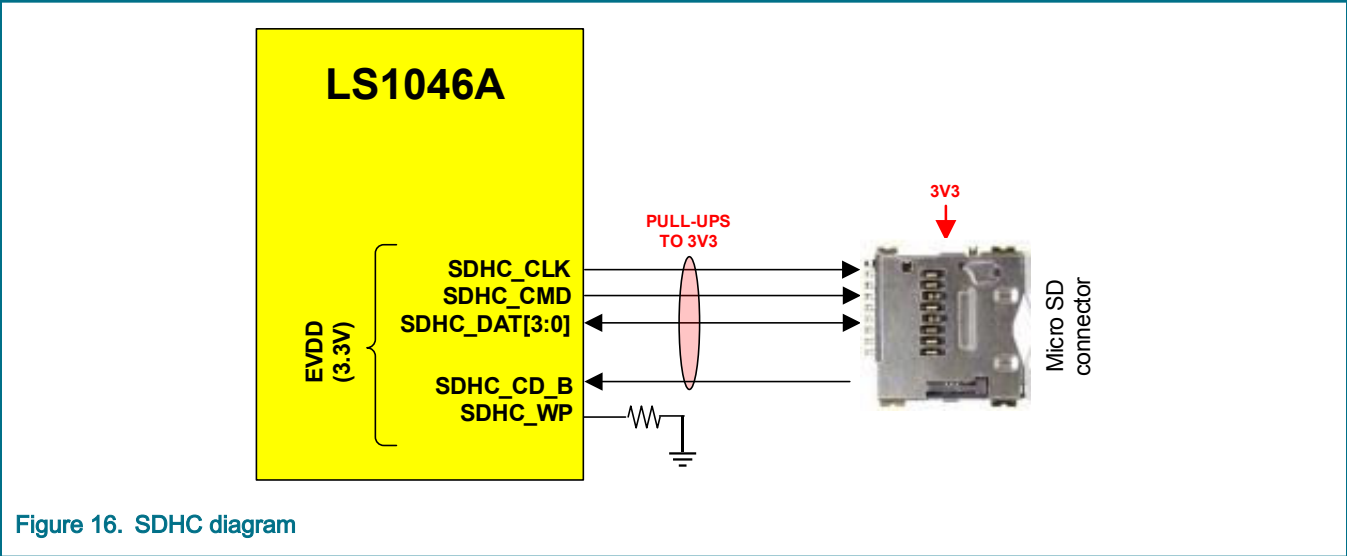 LS1046A
3V3
PULL-UPS
TO 3V3
SDHC_CLK
SDHC_CMD
SDHC_DAT[3:0]
EVDD
(3.3V)
SDHC_CD_B
SDHC_WP
Micro SD
connector
Figure 16. SDHC diagram